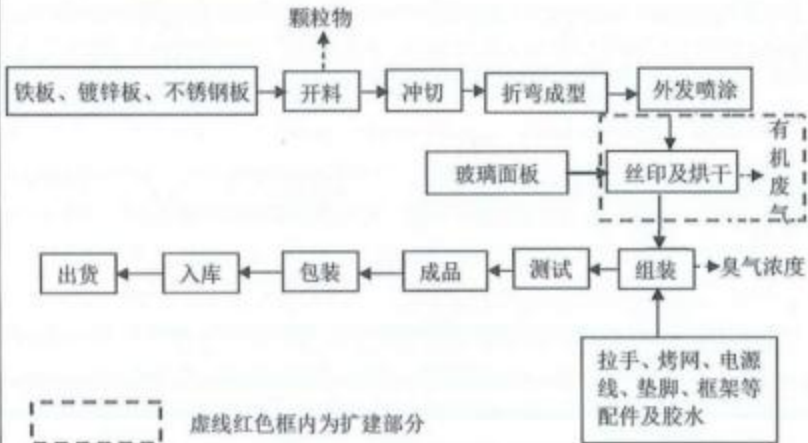 颗粒物
铁板、镀锌板、不锈钢板
开料
冲切
折弯成型
外发喷涂
玻璃面板
丝印及烘干
有机废气
出货
入库
包装
成品
测试
组装
臭气浓度
拉手、烤网、电源
线、垫脚、框架等
配件及胶水
虚线红色框内为扩建部分